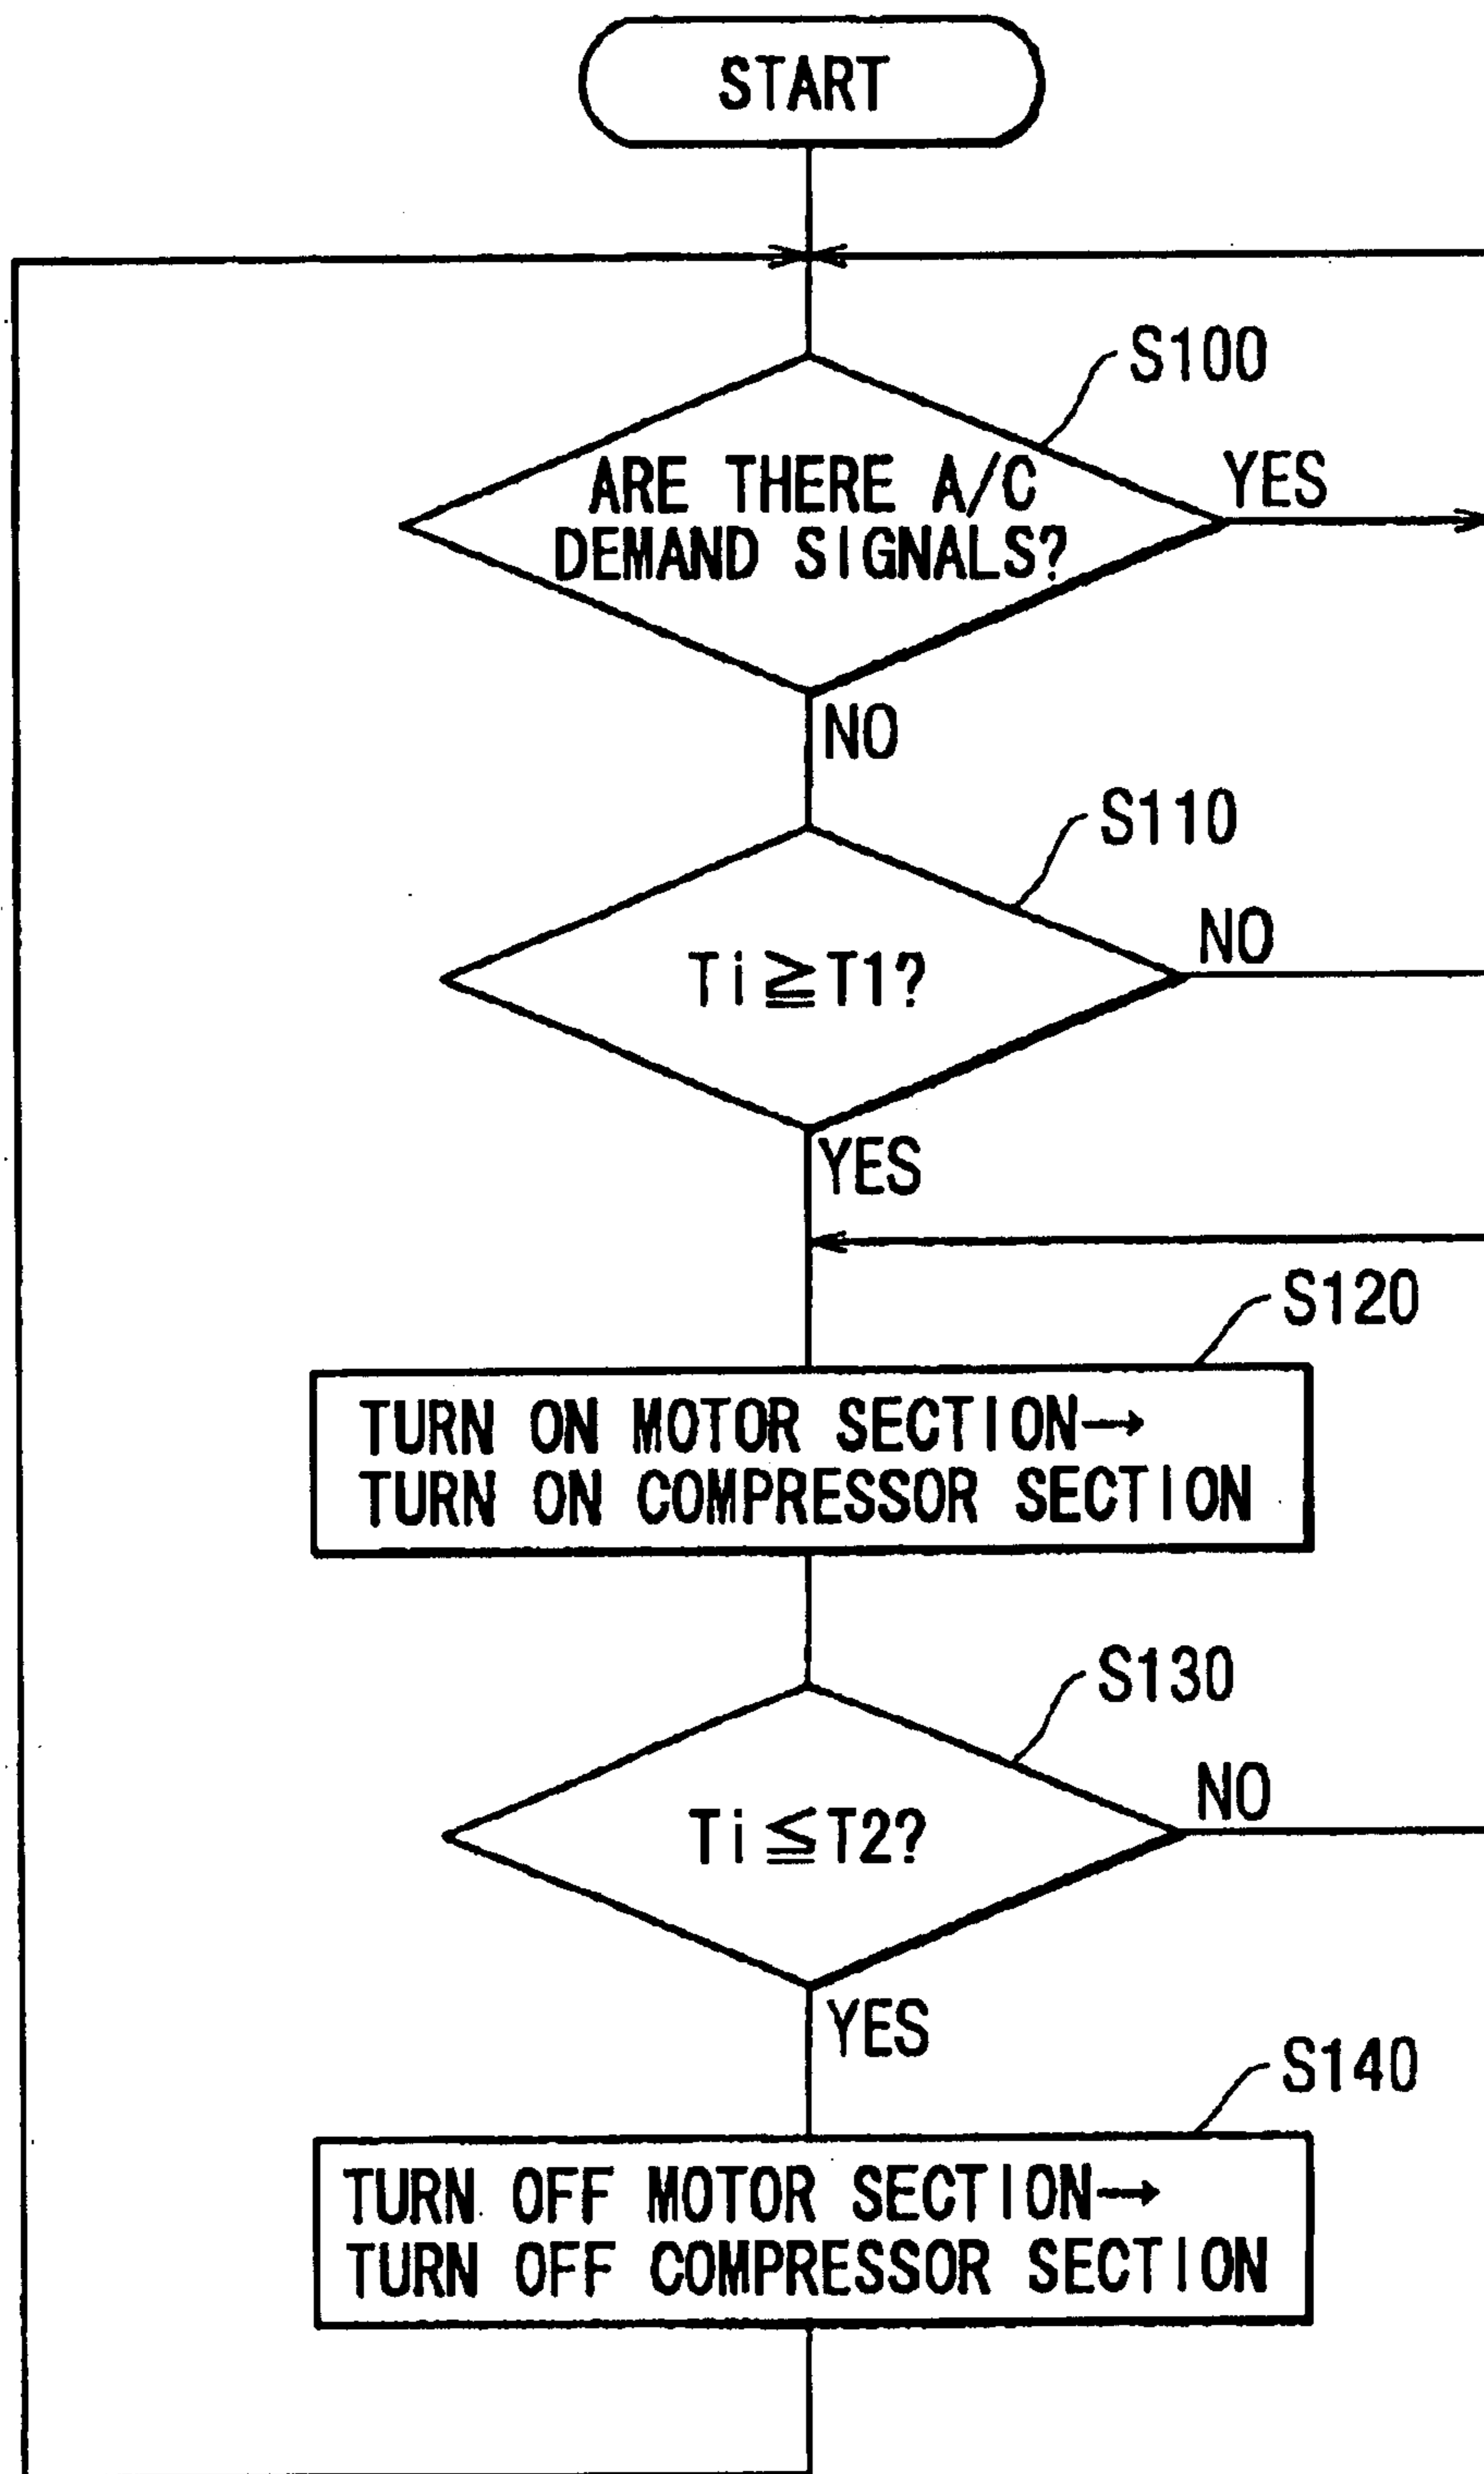 START
S100
ARE THERE A/C
DEMAND SIGNALS?
YES
NO
S110
Ti≧T1?
NO
YES
S120
TURN ON MOTOR SECTION→
TURN ON COMPRESSOR SECTION
S130
Ti≦T2?
NO
YES
S140
TURN OFF MOTOR SECTION→
TURN OFF COMPRESSOR SECTION